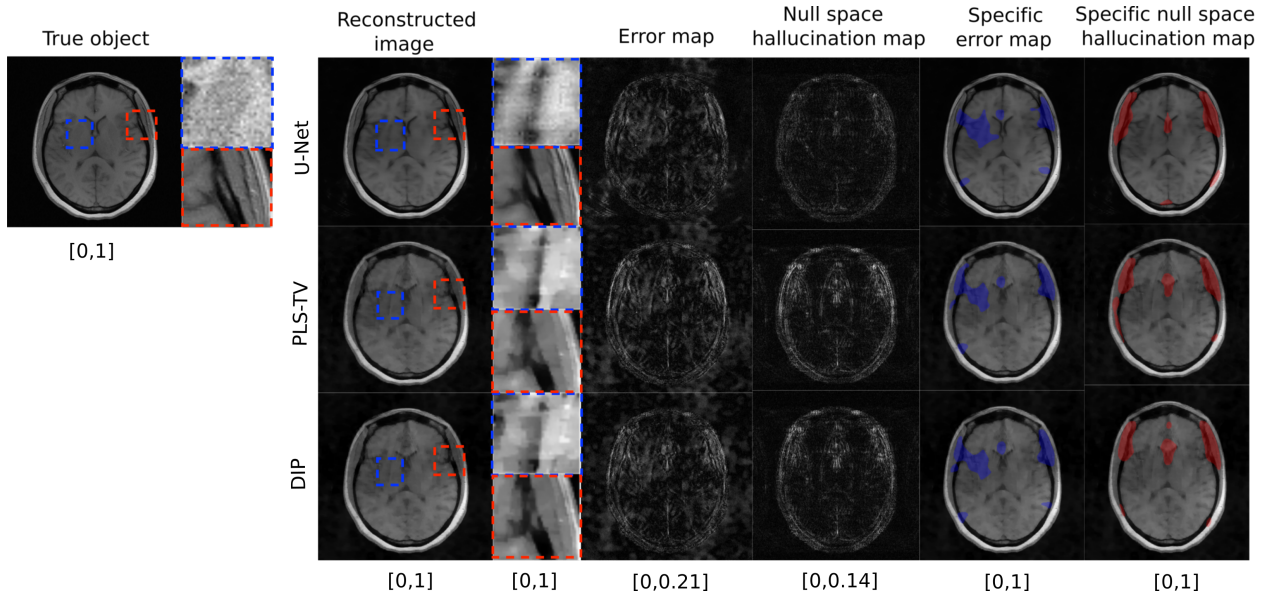 True object
Reconstructed
image
Error map
Null space
hallucination map
Specific
error map
Specific null space
hallucination map
U-Net
[0,1]
PLS-TV
DIP
[0,1]
[0,1]
[0,0.21]
[0,0.14]
[0,1]
[0,1]